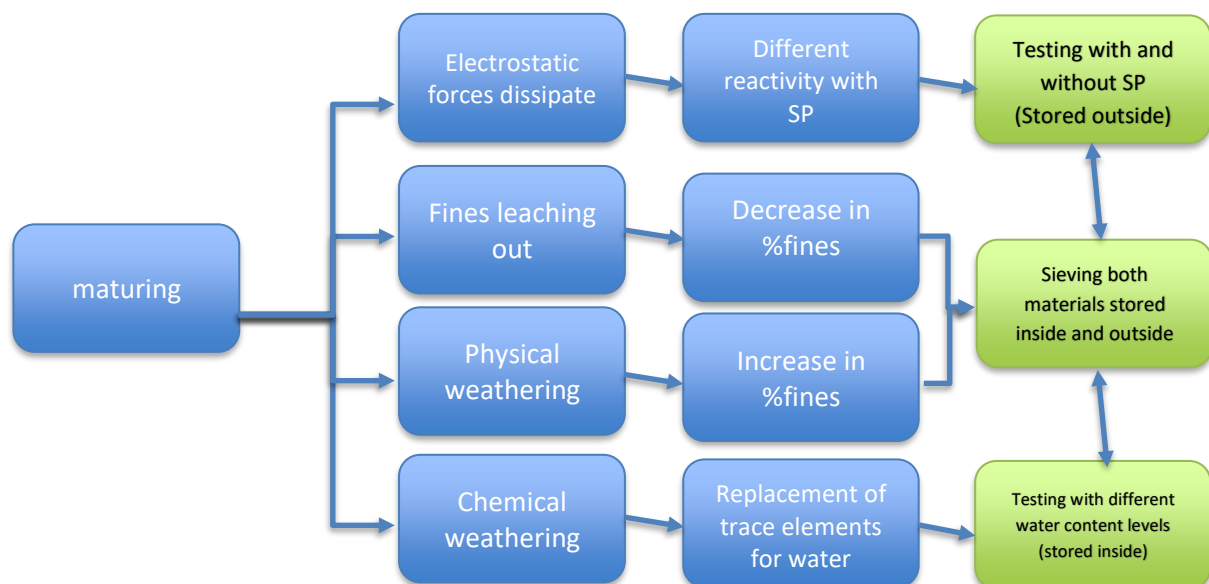 Electrostatic
forces dissipate
Different
reactivity with
SP
Testing with and
without SP
(Stored outside)
maturing
Fines leaching
out
Decrease in
%fines
Sieving both
materials stored
inside and outside
Physical
weathering
Increase in
%fines
Chemical
weathering
Replacement of
trace elements
for water
Testing with different
water content levels
(stored inside)